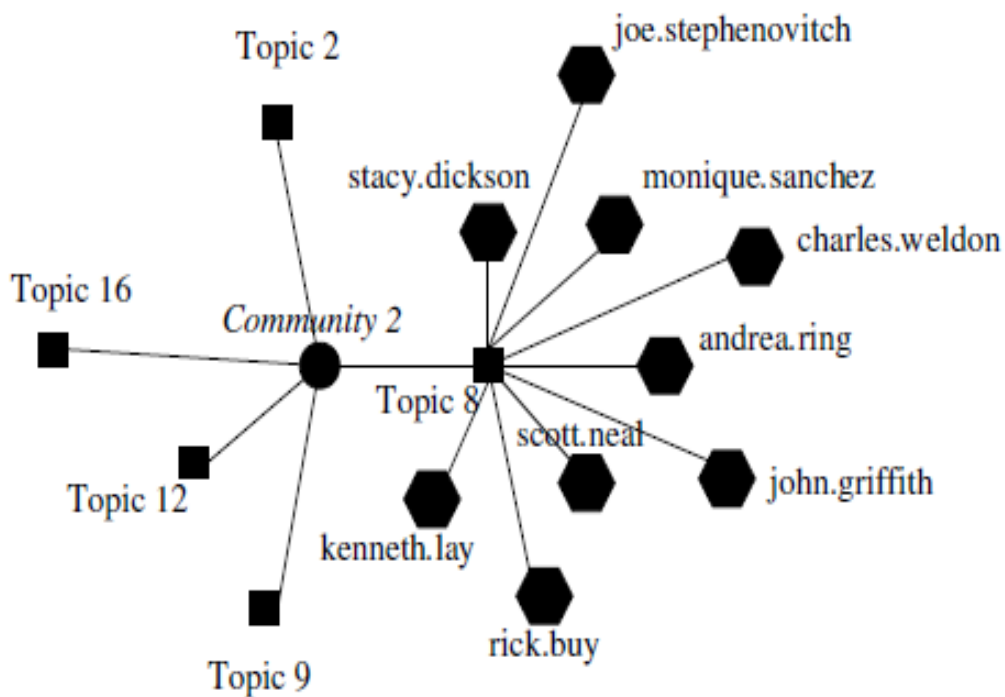 joe.stephenovitch
Topic 2
stacy.dickson
monique.sanchez
charles.weldon
Topic 16
Community 2
andrea.ring
Topic 8
scott.neal
john.griffith
Topic 12
kenneth.lay
rick.buy
Topic 9